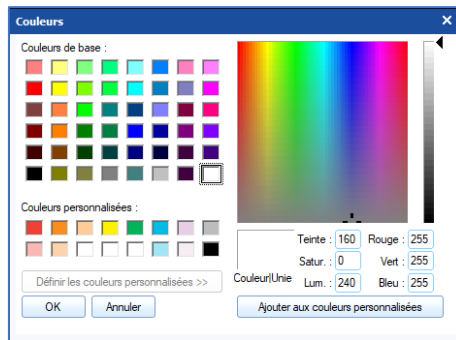 Couleurs
Couleurs de base :
Couleurs personnalisées :
Définir les couleurs personnalisées >>
OK Annuler
Teinte : 160 Rouge : 255
Satur. : 0 Vert : 255
Couleur|Unie Lum. : 240 Bleu : 255
Ajouter aux couleurs personnalisées